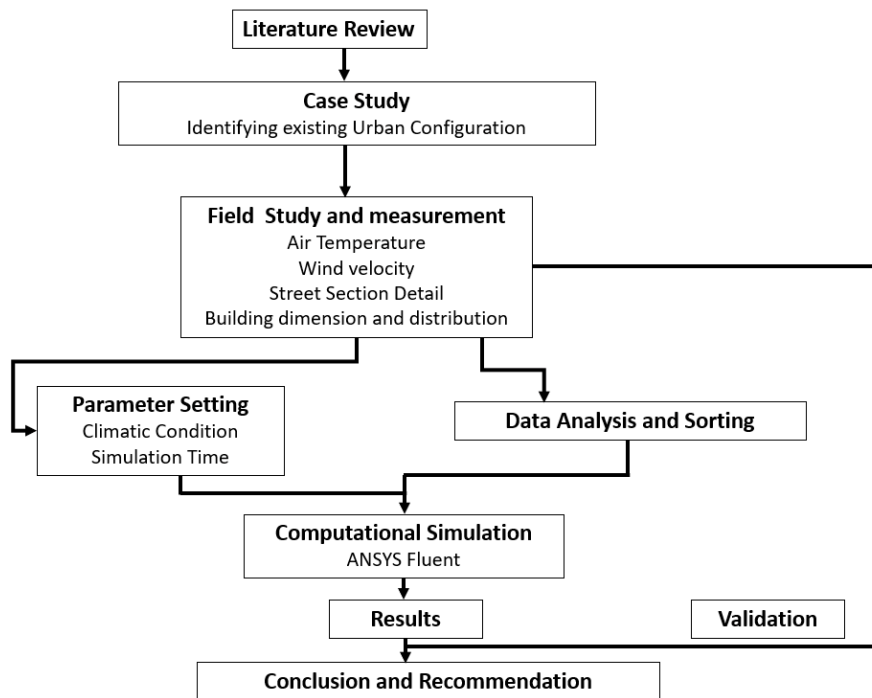 Literature Review
Case Study
Identifying existing Urban Configuration
Field Study and measurement
Air Temperature
Wind velocity
Street Section Detail
Building dimension and distribution
Parameter Setting
Climatic Condition
Simulation Time
Data Analysis and Sorting
Computational Simulation
ANSYS Fluent
Results
Validation
Conclusion and Recommendation